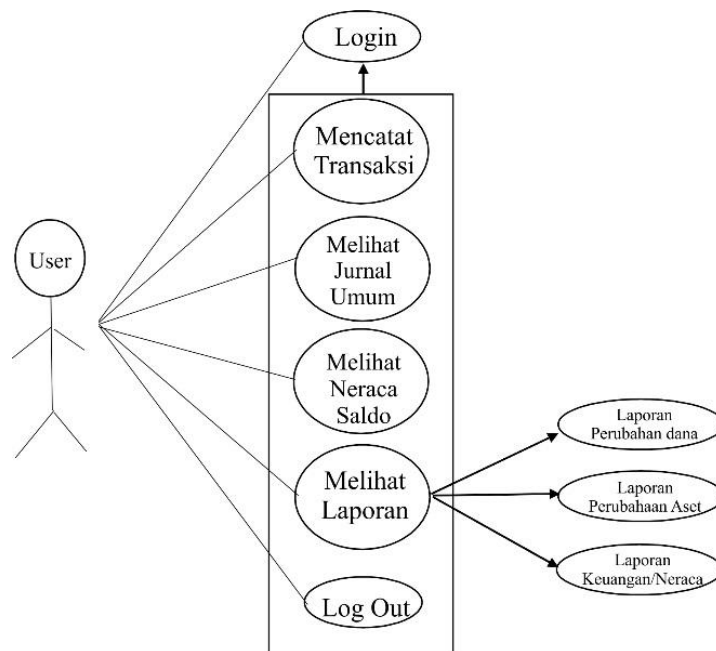 Login
Mencatat
Transaksi
User
Melihat
Jurnal
Umum
Melihat
Neraca
Saldo
Melihat
Laporan
Laporan
Perubahan dana
Laporan
Perubahaan Aset
Laporan
Keuangan/Neraca
Log Out